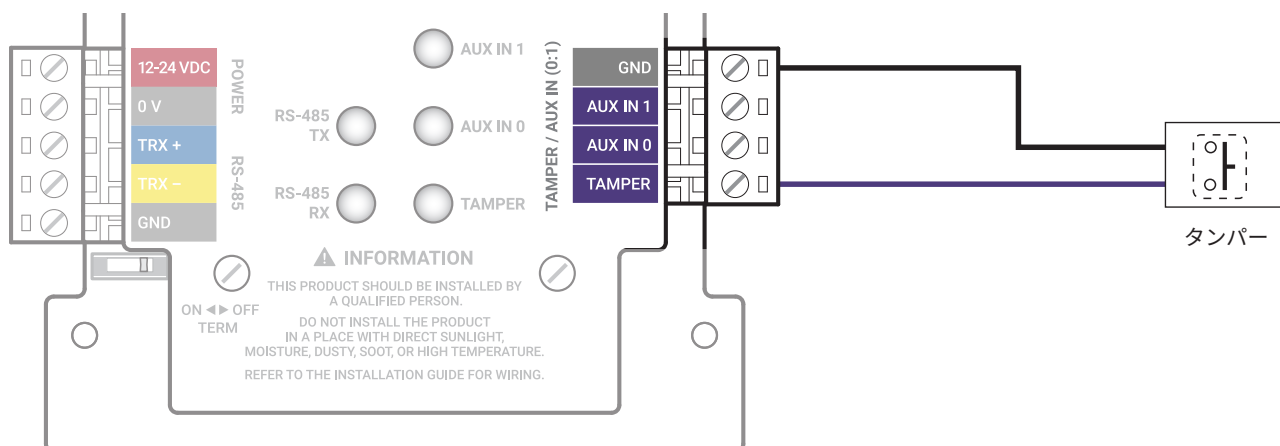 12-24 VDC
0 V
TRX +
TRX −
GND
POWER
RS-485
AUX IN 1
RS-485
TX
AUX IN 0
RS-485
RX
TAMPER
TAMPER / AUX IN (0:1)
GND
AUX IN 1
AUX IN 0
TAMPER
タンパー
ON ◀▶ OFF
TERM
INFORMATION
THIS PRODUCT SHOULD BE INSTALLED BY
A QUALIFIED PERSON.
DO NOT INSTALL THE PRODUCT
IN A PLACE WITH DIRECT SUNLIGHT,
MOISTURE, DUSTY, SOOT, OR HIGH TEMPERATURE.
REFER TO THE INSTALLATION GUIDE FOR WIRING.